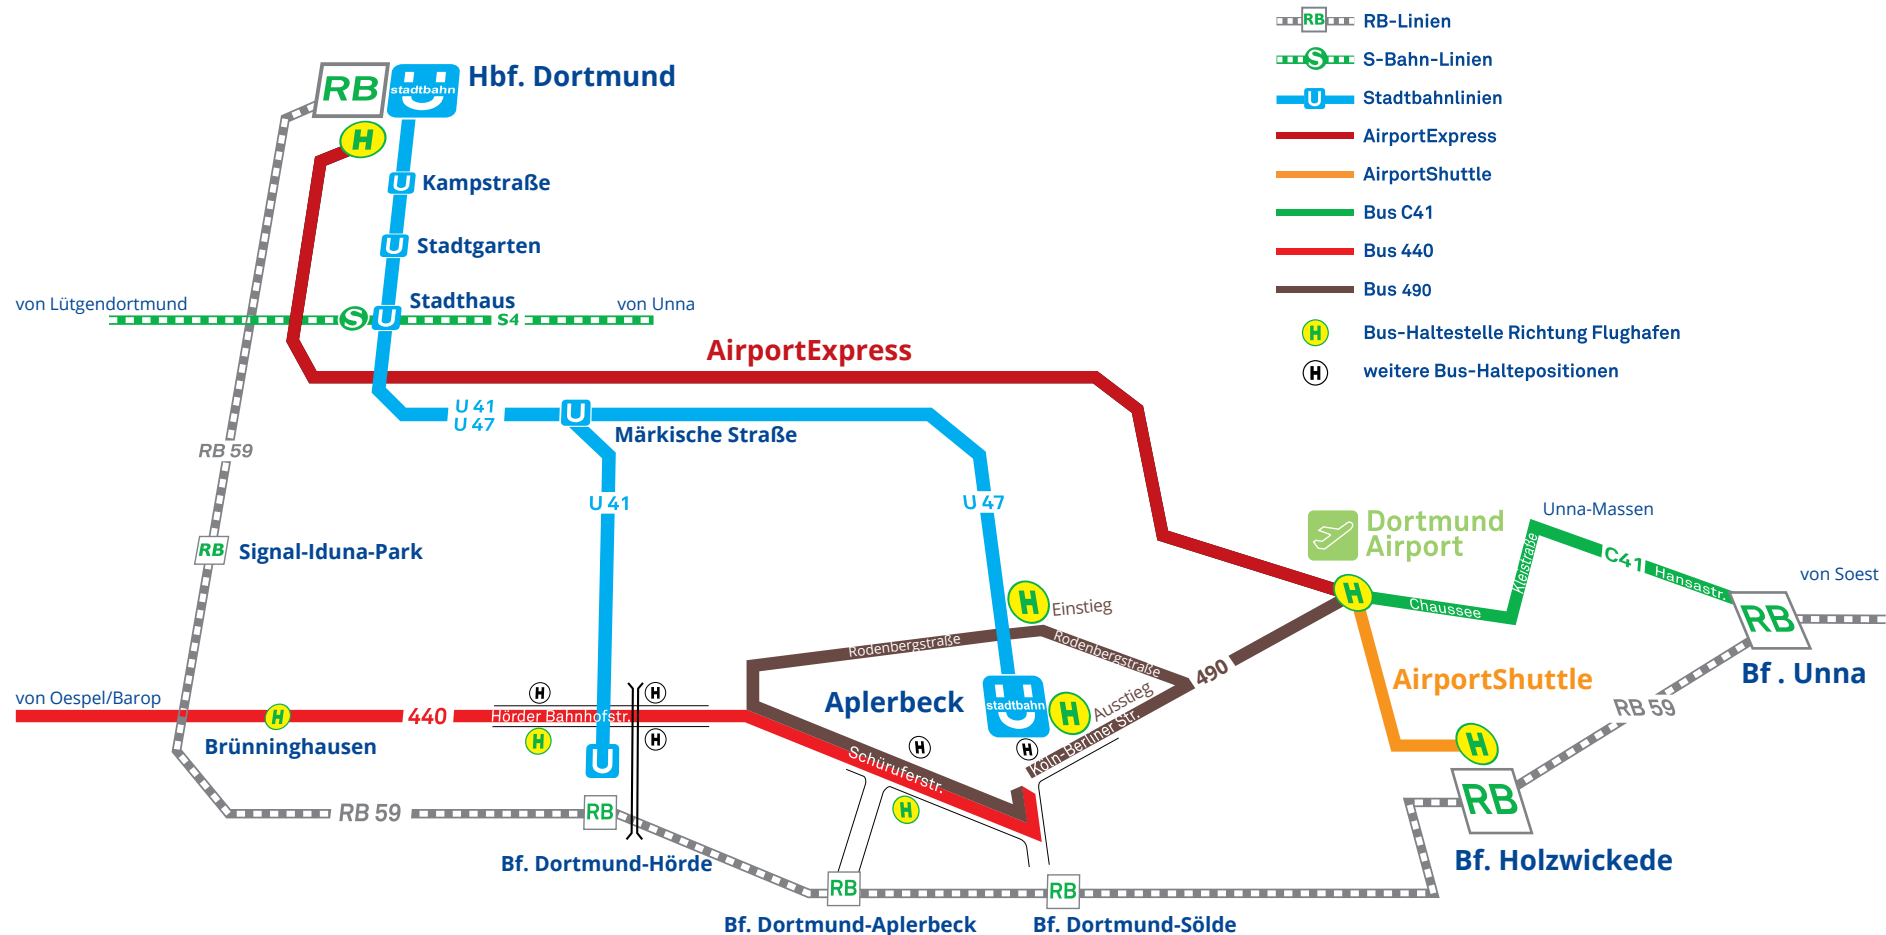 RB
RB-Linien
S
S-Bahn-Linien
U
Stadtbahnlinien
AirportExpress
AirportShuttle
Bus C41
Bus 440
Bus 490
H
Bus-Haltestelle Richtung Flughafen
H
weitere Bus-Haltepositionen
RB
stadtbahn
Hbf. Dortmund
H
U
Kampstraße
U
Stadtgarten
von Lütgendortmund
Stadthaus
von Unna
S
U
S4
AirportExpress
U 41
U 47
U
Märkische Straße
RB 59
U 41
U 47
RB
Signal-Iduna-Park
Dortmund
Airport
Unna-Massen
Kleistraße
C41
Hansastr.
von Soest
H
Chaussee
RB
Bf . Unna
H
Einstieg
Rodenbergstraße
Rodenbergstraße
490
AirportShuttle
RB 59
von Oespel/Barop
H
H
Aplerbeck
stadtbahn
H
Ausstieg
Köln-Berliner Str.
H
440
Hörder Bahnhofstr.
Brünninghausen
H
H
U
H
H
Schüruferstr.
H
H
RB
Bf. Holzwickede
RB 59
RB
Bf. Dortmund-Hörde
RB
RB
Bf. Dortmund-Aplerbeck
Bf. Dortmund-Sölde